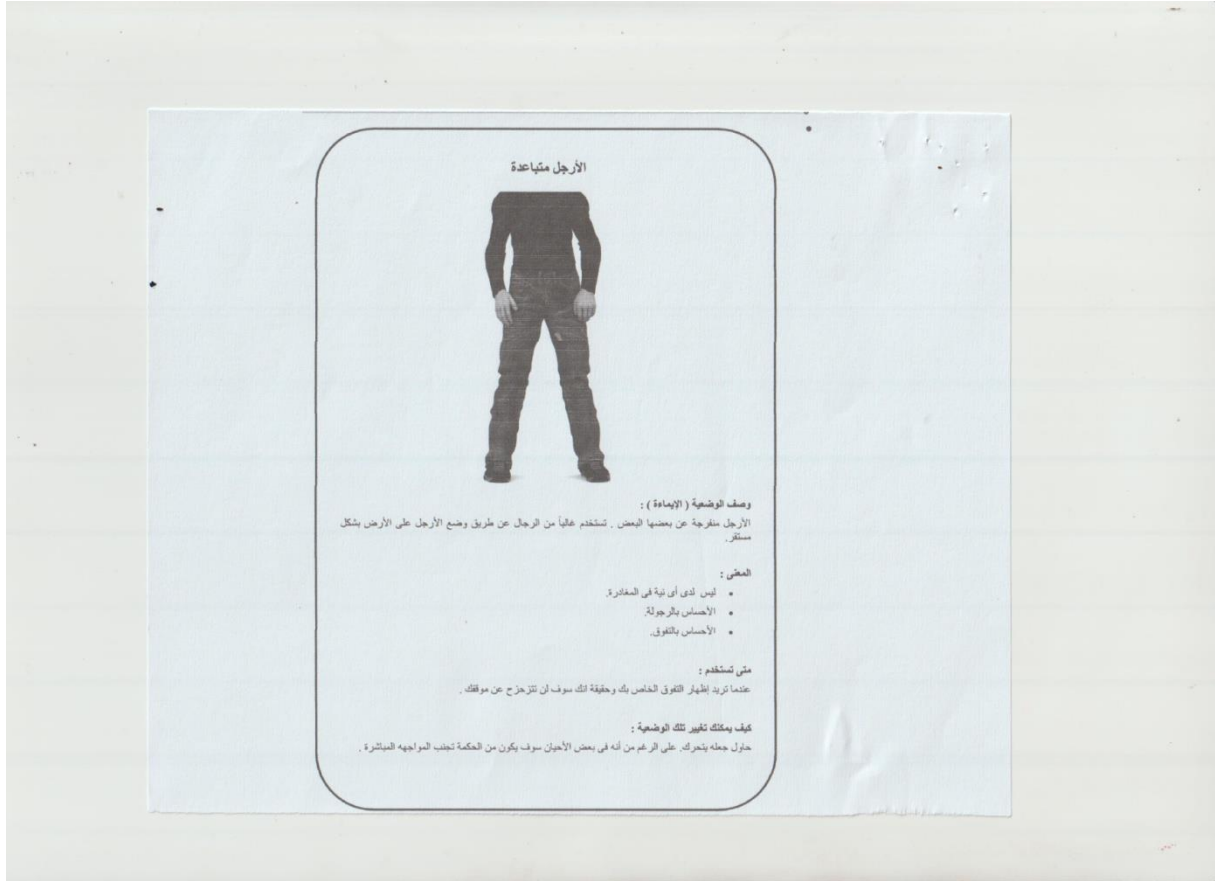 الأرجل متباعدة
وصف الوضعية ( الإيماءة ) :
الأرجل منفرجة عن بعضها البعض . تستخدم غالباً من الرجال عن طريق وضع الأرجل على الأرض بشكل
مستقر.
المعنى :
• ليس لدى أى نية فى المغادرة.
• الأحساس بالرجولة.
• الأحساس بالتفوق.
متى تستخدم :
عندما تريد إظهار التفوق الخاص بك وحقيقة انك سوف لن تتزحزح عن موقفك .
كيف يمكنك تغيير تلك الوضعية :
حاول جعله يتحرك. على الرغم من أنه فى بعض الأحيان سوف يكون من الحكمة تجنب المواجهه المباشرة .